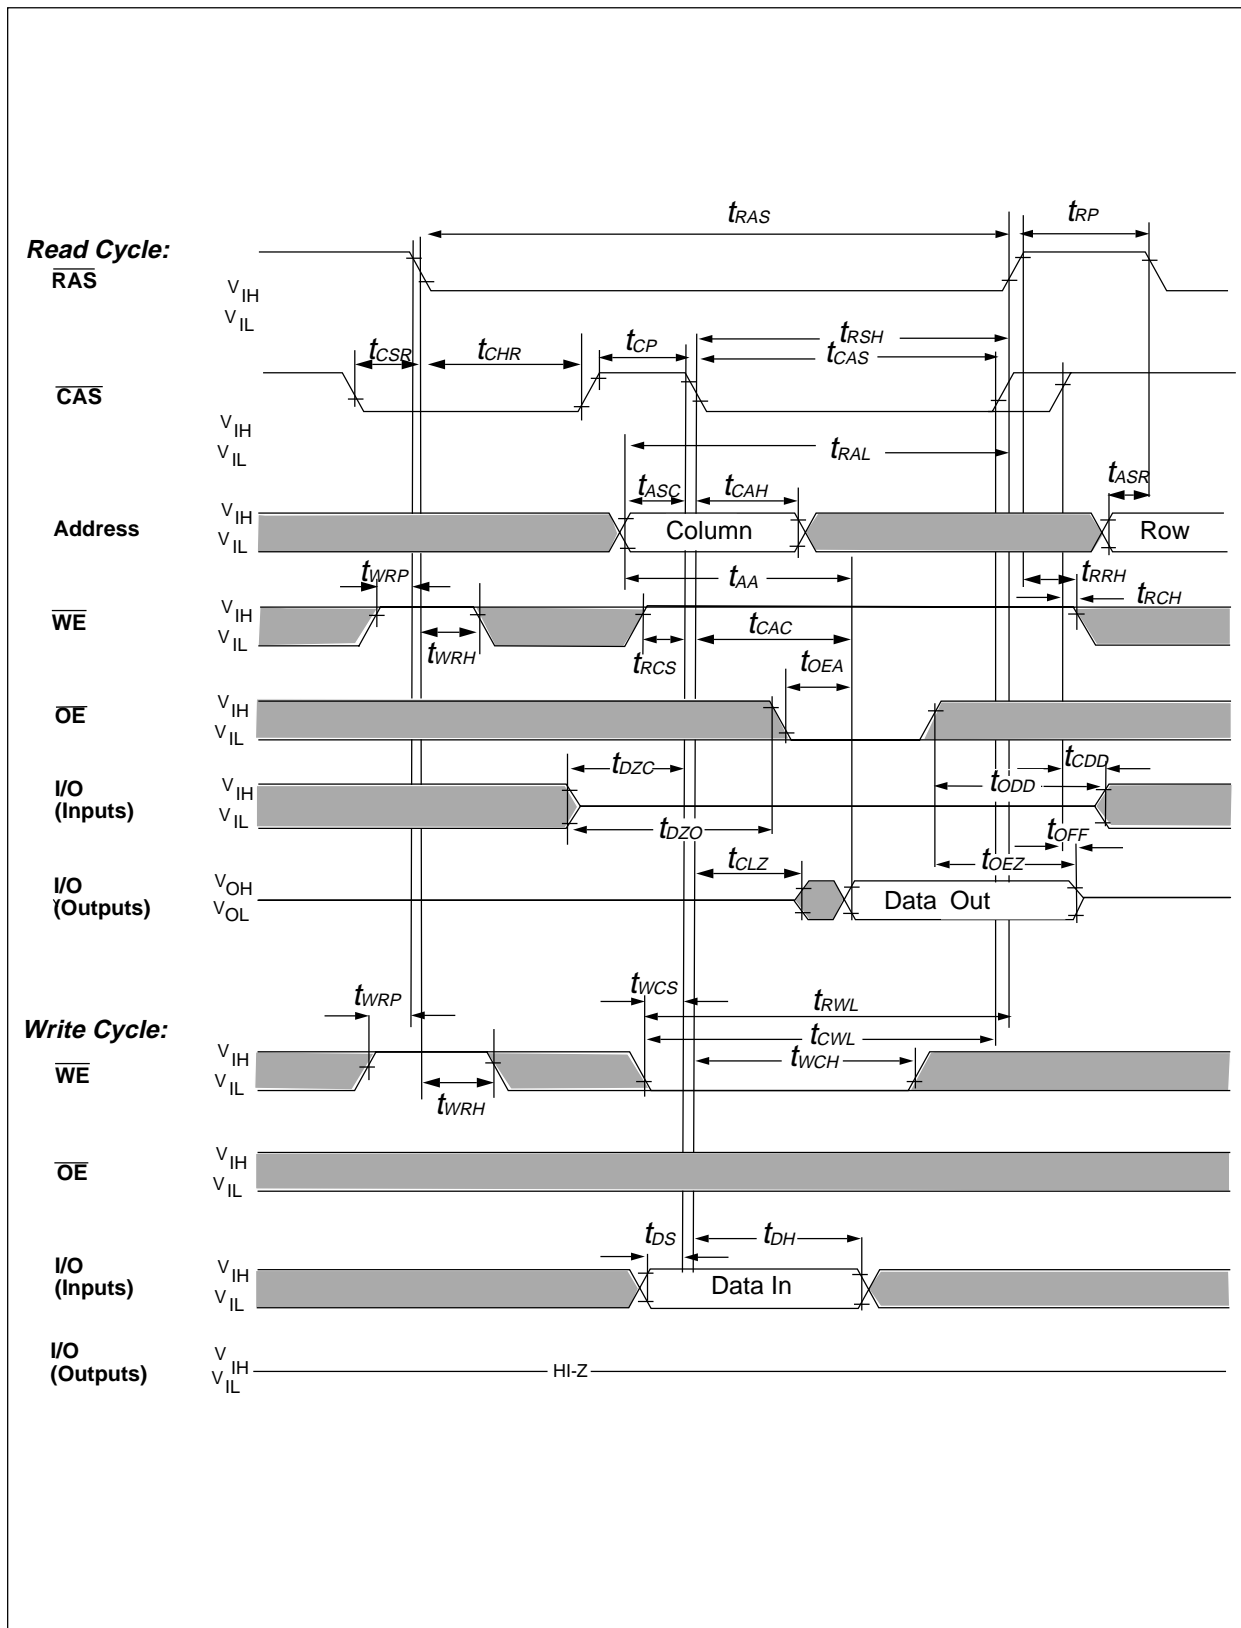 tRAS
tRP
Read Cycle:
RAS
VIH
VIL
tCSR
tCHR
tCP
tRSH
tCAS
CAS
VIH
VIL
tRAL
tASC
tCAH
tASR
Address
VIH
VIL
Column
Row
tWRP
tAA
tRRH
tRCH
WE
VIH
VIL
tWRH
tRCS
tCAC
tOEA
OE
VIH
VIL
tDZC
tCDD
tODD
I/O
(Inputs)
VIH
VIL
tDZO
tOFF
tCLZ
tOEZ
I/O
(Outputs)
VOH
VOL
Data Out
tWRP
tWCS
tRWL
Write Cycle:
tCWL
WE
VIH
VIL
tWCH
tWRH
OE
VIH
VIL
tDS
tDH
I/O
(Inputs)
VIH
VIL
Data In
I/O
(Outputs)
VIH
VIL
HI-Z